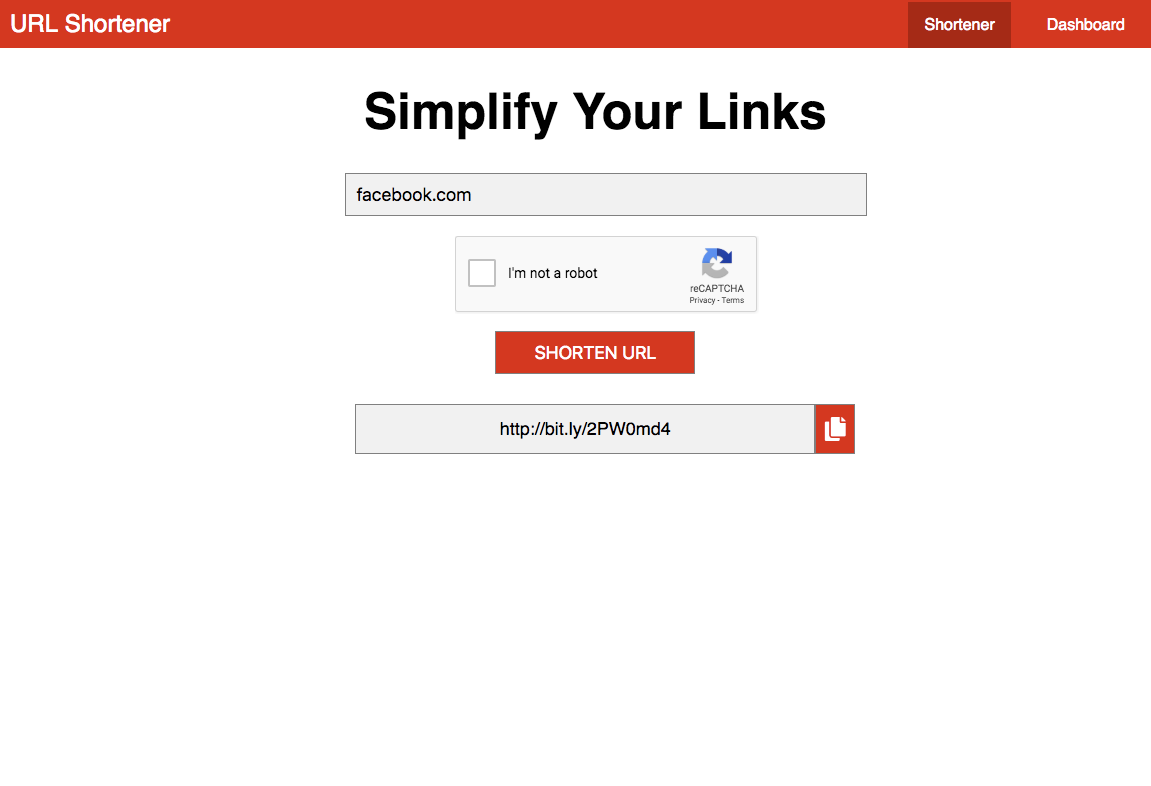 URL Shortener
Shortener
Dashboard
Simplify Your Links
facebook.com
I'm not a robot
reCAPTCHA
Privacy - Terms
SHORTEN URL
http://bit.ly/2PW0md4